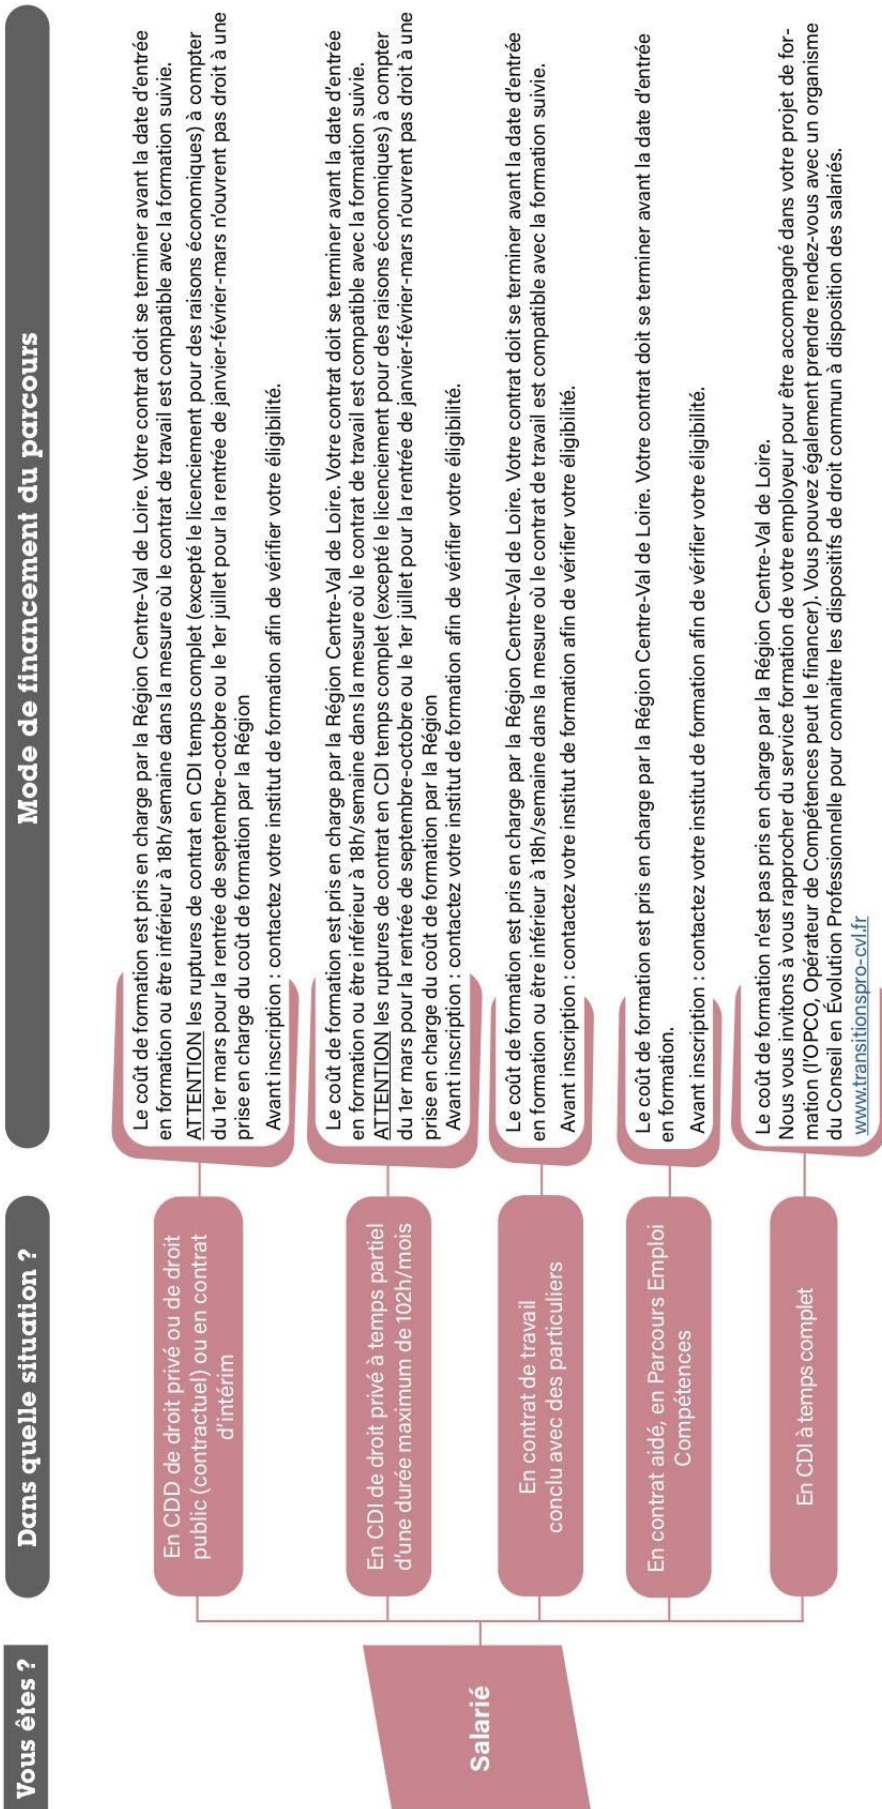 Vous êtes ?
Dans quelle situation ?
Mode de financement du parcours
Salarié
En CDD de droit privé ou de droit
public (contractuel) ou en contrat
d'intérim
Le coût de formation est pris en charge par la Région Centre-Val de Loire. Votre contrat doit se terminer avant la date d'entrée
en formation ou être inférieur à 18h/semaine dans la mesure où le contrat de travail est compatible avec la formation suivie.
ATTENTION les ruptures de contrat en CDI temps complet (excepté le licenciement pour des raisons économiques) à compter
du 1er mars pour la rentrée de septembre-octobre ou le 1er juillet pour la rentrée de janvier-février-mars n'ouvrent pas droit à une
prise en charge du coût de formation par la Région
Avant inscription : contactez votre institut de formation afin de vérifier votre éligibilité.
En CDI de droit privé à temps partiel
d'une durée maximum de 102h/mois
Le coût de formation est pris en charge par la Région Centre-Val de Loire. Votre contrat doit se terminer avant la date d'entrée
en formation ou être inférieur à 18h/semaine dans la mesure où le contrat de travail est compatible avec la formation suivie.
ATTENTION les ruptures de contrat en CDI temps complet (excepté le licenciement pour des raisons économiques) à compter
du 1er mars pour la rentrée de septembre-octobre ou le 1er juillet pour la rentrée de janvier-février-mars n'ouvrent pas droit à une
prise en charge du coût de formation par la Région
Avant inscription : contactez votre institut de formation afin de vérifier votre éligibilité.
En contrat de travail
conclu avec des particuliers
Le coût de formation est pris en charge par la Région Centre-Val de Loire. Votre contrat doit se terminer avant la date d'entrée
en formation ou être inférieur à 18h/semaine dans la mesure où le contrat de travail est compatible avec la formation suivie.
Avant inscription : contactez votre institut de formation afin de vérifier votre éligibilité.
En contrat aidé, en Parcours Emploi
Compétences
Le coût de formation est pris en charge par la Région Centre-Val de Loire. Votre contrat doit se terminer avant la date d'entrée
en formation.
Avant inscription : contactez votre institut de formation afin de vérifier votre éligibilité.
En CDI à temps complet
Le coût de formation n'est pas pris en charge par la Région Centre-Val de Loire.
Nous vous invitons à vous rapprocher du service formation de votre employeur pour être accompagné dans votre projet de for-
mation (l'OPCO, Opérateur de Compétences peut le financer). Vous pouvez également prendre rendez-vous avec un organisme
du Conseil en Évolution Professionnelle pour connaitre les dispositifs de droit commun à disposition des salariés.
www.transitionspro-cvl.fr